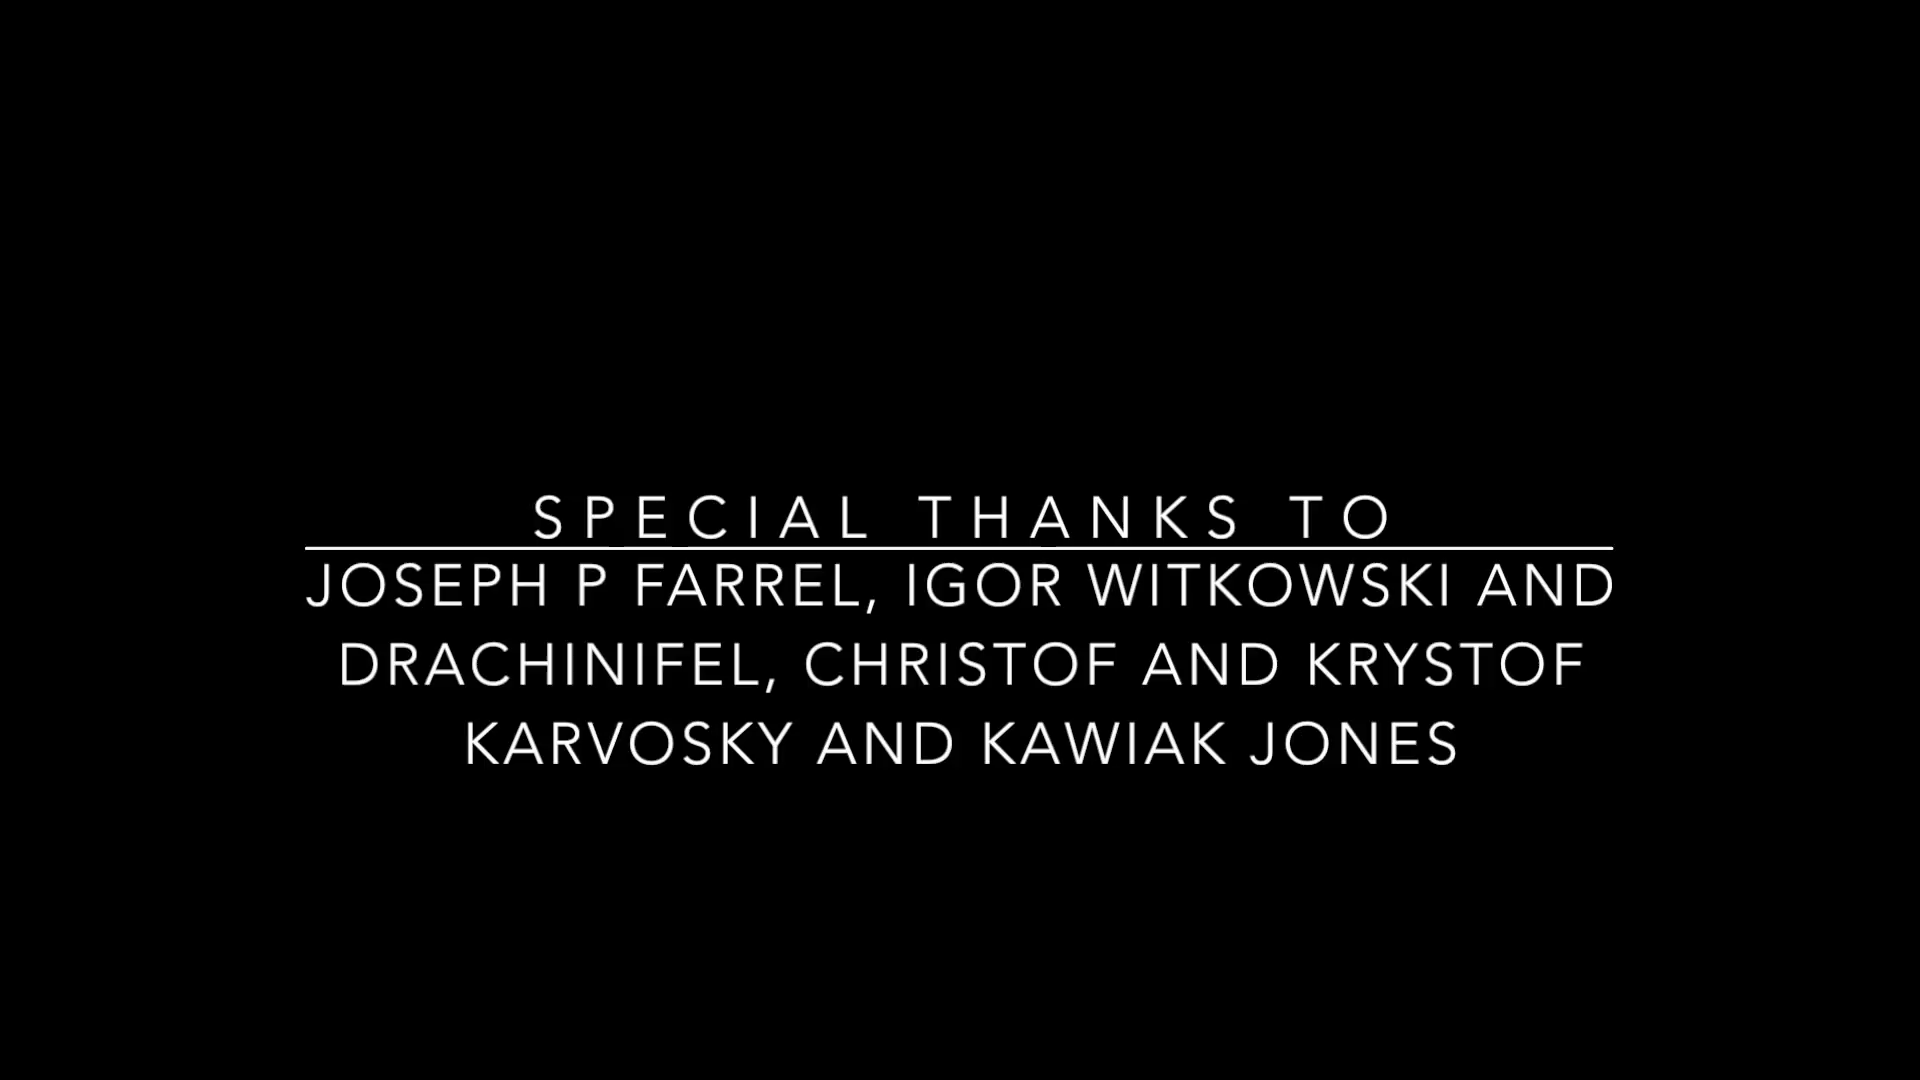 SPECIAL THANKS TO
JOSEPH P FARREL, IGOR WITKOWSKI AND
DRACHINIFEL, CHRISTOF AND KRYSTOF
KARVOSKY AND KAWIAK JONES